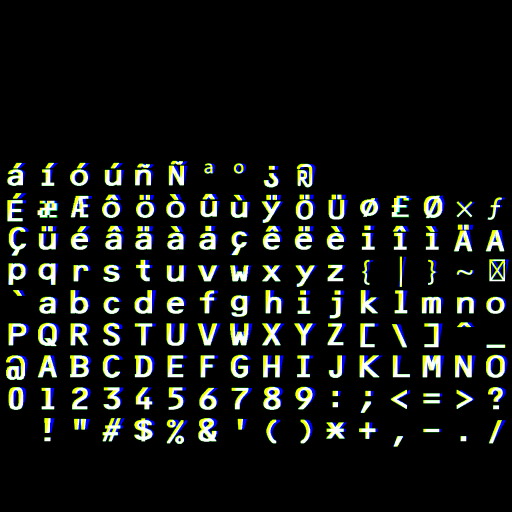 á í ó ú ñ Ñ ª º ¿ ®
É æ Æ ô ö ò û ù ÿ Ö Ü ø £ Ø × ƒ
Ç ü é â ä à å ç ê ë è i î ì Ä A
p q r s t u v w x y z { | } ~
` a b c d e f g h i j k l m n o
P Q R S T U V W X Y Z [ \ ] ^ _
@ A B C D E F G H I J K L M N O
0 1 2 3 4 5 6 7 8 9 : ; < = > ?
! " # $ % & ' ( ) * + , - . /